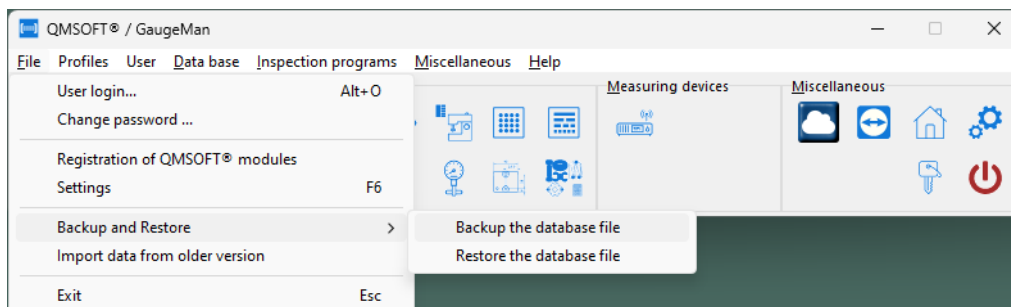 QMSOFT® / GaugeMan
File Profiles User Data base Inspection programs Miscellaneous Help
User login... Alt+O
Change password ...
Registration of QMSOFT® modules
Settings F6
Backup and Restore
Import data from older version
Exit Esc
Backup the database file
Restore the database file
Measuring devices
Miscellaneous